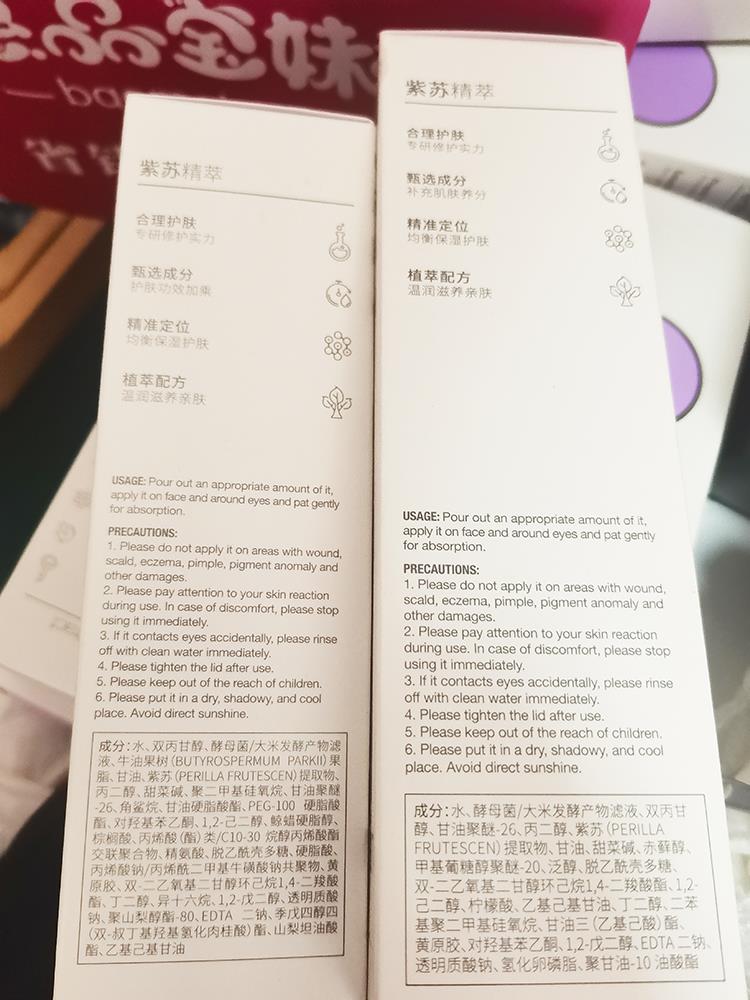 紫苏精萃
合理护肤
专研修护实力
甄选成分
护肤功效加乘
精准定位
均衡保湿护肤
植萃配方
温润滋养亲肤
USAGE: Pour out an appropriate amount of it,
apply it on face and around eyes and pat gently
for absorption.
PRECAUTIONS:
1. Please do not apply it on areas with wound,
scald, eczema, pimple, pigment anomaly and
other damages.
2. Please pay attention to your skin reaction
during use. In case of discomfort, please stop
using it immediately.
3. If it contacts eyes accidentally, please rinse
off with clean water immediately.
4. Please tighten the lid after use.
5. Please keep out of the reach of children.
6. Please put it in a dry, shadowy, and cool
place. Avoid direct sunshine.
成分:水、双丙甘醇、酵母菌/大米发酵产物滤
液、牛油果树(BUTYROSPERMUM PARKII)果
脂、甘油、紫苏(PERILLA FRUTESCEN)提取物、
丙二醇、甜菜碱、聚二甲基硅氧烷、甘油聚醚
-26、角鲨烷、甘油硬脂酸酯、PEG-100 硬脂酸
酯、对羟基苯乙酮、1,2-己二醇、鲸蜡硬脂醇、
棕榈酸、丙烯酸(酯)类/C10-30 烷醇丙烯酸酯
交联聚合物、精氨酸、脱乙酰壳多糖、硬脂酸、
丙烯酸钠/丙烯酰二甲基牛磺酸钠共聚物、黄
原胶、双-二乙氧基二甘醇环己烷1,4-二羧酸
酯、丁二醇、异十六烷、1,2-戊二醇、透明质酸
钠、聚山梨醇酯-80、EDTA 二钠、季戊四醇四
(双-叔丁基羟基氢化肉桂酸)酯、山梨坦油酸
酯、乙基己基甘油
紫苏精萃
合理护肤
专研修护实力
甄选成分
补充肌肤养分
精准定位
均衡保湿护肤
植萃配方
温润滋养亲肤
USAGE: Pour out an appropriate amount of it,
apply it on face and around eyes and pat gently
for absorption.
PRECAUTIONS:
1. Please do not apply it on areas with wound,
scald, eczema, pimple, pigment anomaly and
other damages.
2. Please pay attention to your skin reaction
during use. In case of discomfort, please stop
using it immediately.
3. If it contacts eyes accidentally, please rinse
off with clean water immediately.
4. Please tighten the lid after use.
5. Please keep out of the reach of children.
6. Please put it in a dry, shadowy, and cool
place. Avoid direct sunshine.
成分:水、酵母菌/大米发酵产物滤液、双丙甘
醇、甘油聚醚-26、丙二醇、紫苏(PERILLA
FRUTESCEN)提取物、甘油、甜菜碱、赤藓醇、
甲基葡糖醇聚醚-20、泛醇、脱乙酰壳多糖、
双-二乙氧基二甘醇环己烷1,4-二羧酸酯、1,2-
己二醇、柠檬酸、乙基己基甘油、丁二醇、二苯
基聚二甲基硅氧烷、甘油三(乙基己酸)酯、
黄原胶、对羟基苯乙酮、1,2-戊二醇、EDTA 二钠、
透明质酸钠、氢化卵磷脂、聚甘油-10 油酸酯